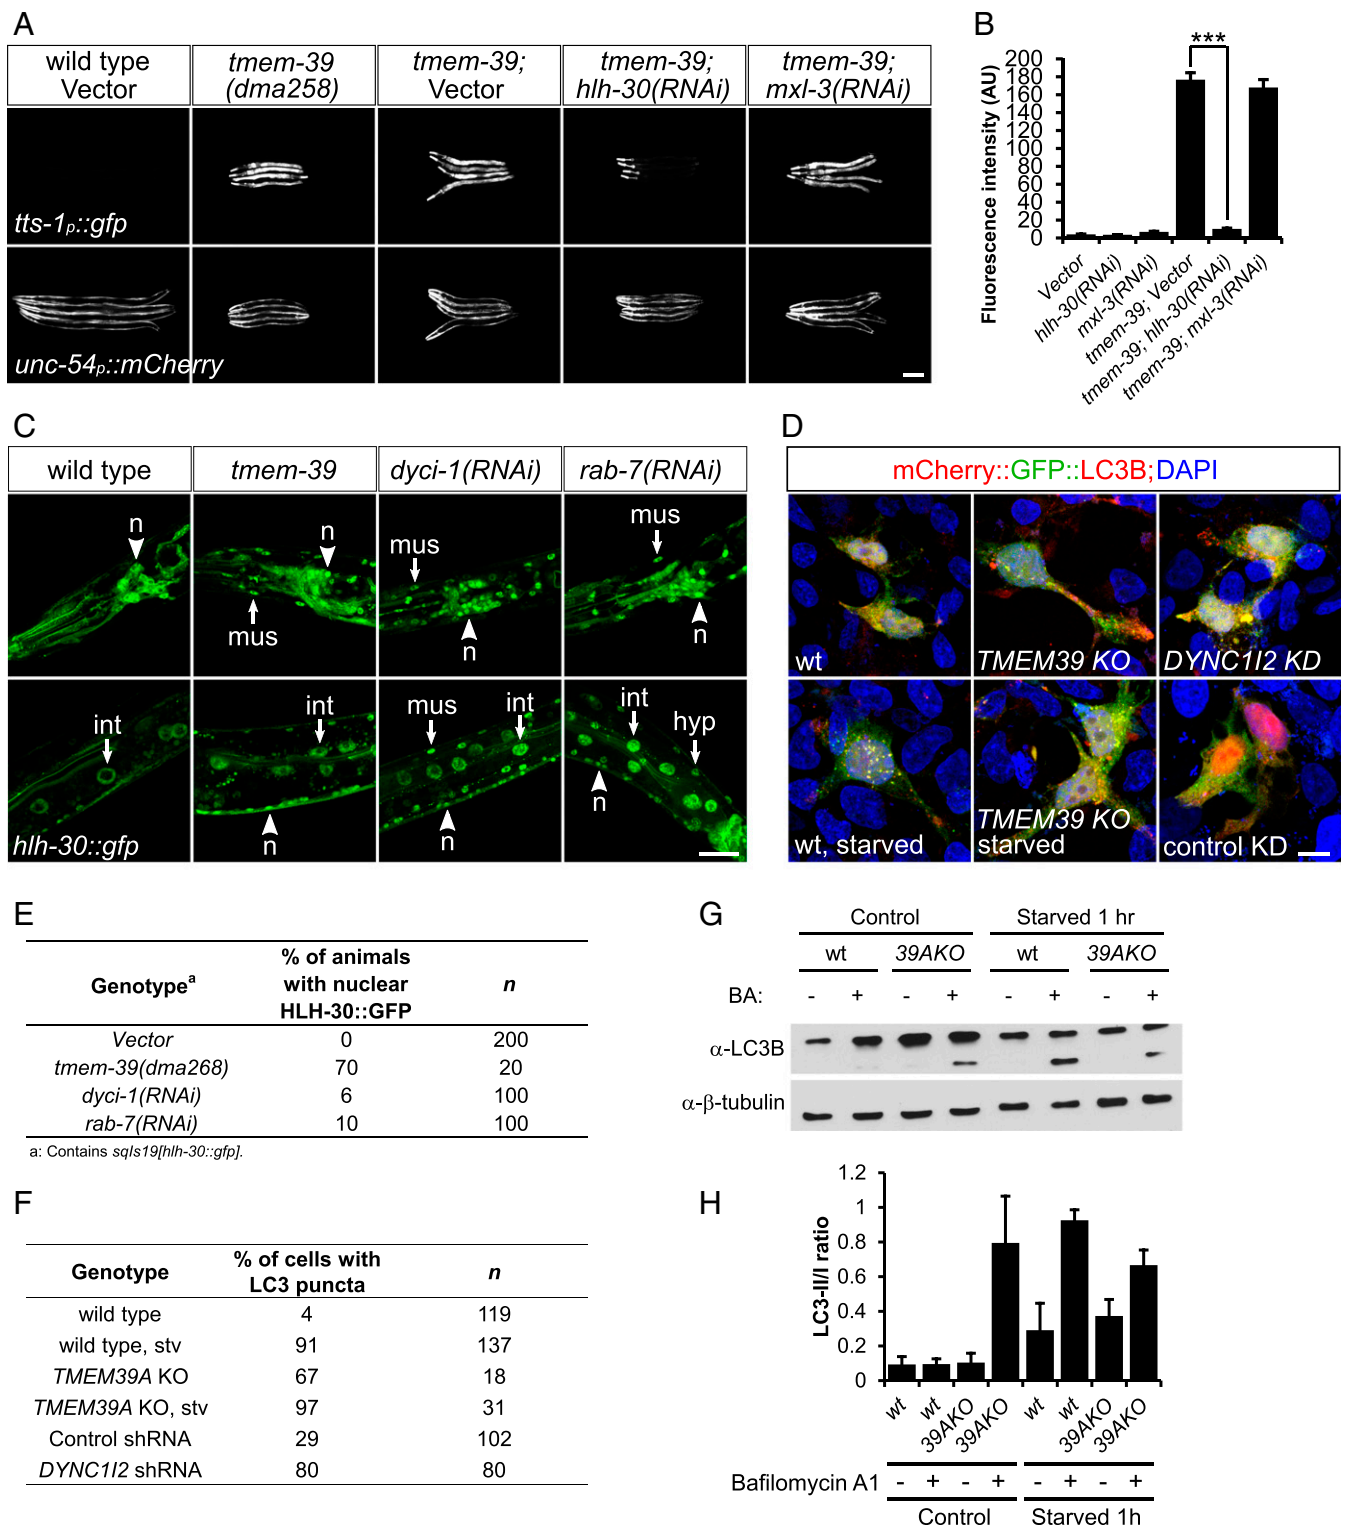 A
wild type
Vector
tmem-39
(dma258)
tmem-39;
Vector
tmem-39;
hlh-30(RNAi)
tmem-39;
mxl-3(RNAi)
tts-1p::gfp
unc-54p::mCherry
B
***
Fluorescence intensity (AU)
200
180
160
140
120
100
80
60
40
20
0
Vector
hlh-30(RNAi)
mxl-3(RNAi)
tmem-39; Vector
tmem-39; hlh-30(RNAi)
tmem-39; mxl-3(RNAi)
C
wild type
tmem-39
dyci-1(RNAi)
rab-7(RNAi)
n
n
mus
mus
n
mus
n
int
int
n
mus
int
n
int
hyp
n
hlh-30::gfp
D
mCherry::GFP::LC3B;DAPI
wt
TMEM39 KO
DYNC1I2 KD
wt, starved
TMEM39 KO
starved
control KD
E
Genotypea
% of animals
with nuclear
HLH-30::GFP
n
Vector 0 200
tmem-39(dma268) 70 20
dyci-1(RNAi) 6 100
rab-7(RNAi) 10 100
a: Contains sqIs19[hlh-30::gfp].
F
Genotype
% of cells with
LC3 puncta
n
wild type 4 119
wild type, stv 91 137
TMEM39A KO 67 18
TMEM39A KO, stv 97 31
Control shRNA 29 102
DYNC1I2 shRNA 80 80
G
Control Starved 1 hr
wt 39AKO wt 39AKO
BA: - + - + - + - +
α-LC3B
α-β-tubulin
H
LC3-II/I ratio
1.2
1
0.8
0.6
0.4
0.2
0
wt
wt
39AKO
39AKO
wt
wt
39AKO
39AKO
Bafilomycin A1 - + - + - + - +
Control Starved 1h